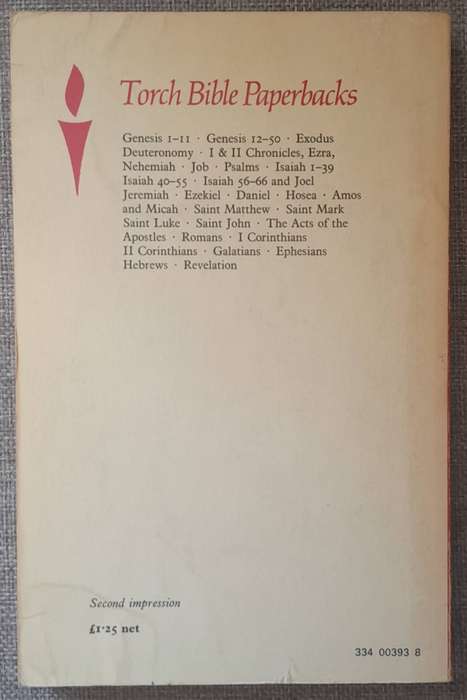 Torch Bible Paperbacks
Genesis 1–11 · Genesis 12–50 · Exodus
Deuteronomy · I & II Chronicles, Ezra,
Nehemiah · Job · Psalms · Isaiah 1–39
Isaiah 40–55 · Isaiah 56–66 and Joel
Jeremiah · Ezekiel · Daniel · Hosea · Amos
and Micah · Saint Matthew · Saint Mark
Saint Luke · Saint John · The Acts of the
Apostles · Romans · I Corinthians
II Corinthians · Galatians · Ephesians
Hebrews · Revelation
Second impression
£1·25 net
334 00393 8